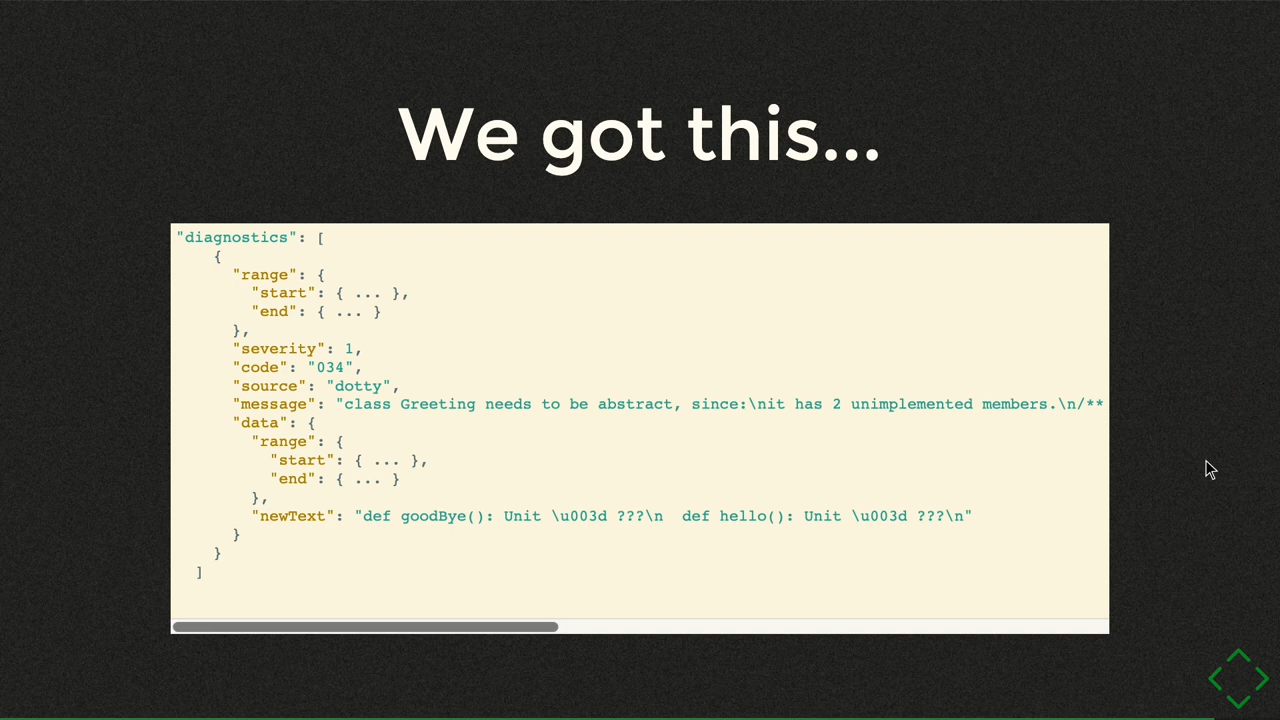 We got this...
"diagnostics": [
    {
      "range": {
        "start": { ... },
        "end": { ... }
      },
      "severity": 1,
      "code": "034",
      "source": "dotty",
      "message": "class Greeting needs to be abstract, since:\nit has 2 unimplemented members.\n/**
      "data": {
        "range": {
          "start": { ... },
          "end": { ... }
        },
        "newText": "def goodBye(): Unit \u003d ???\n  def hello(): Unit \u003d ???\n"
      }
    }
  ]